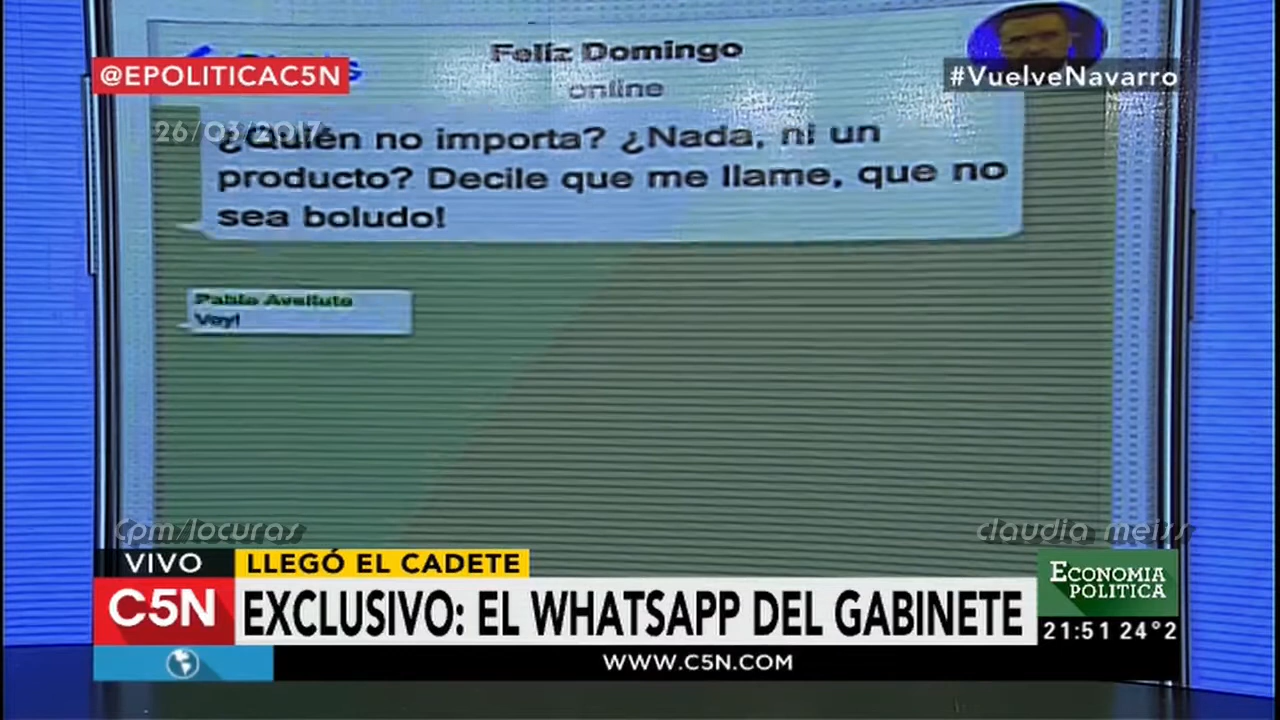 Feliz Domingo
online
@EPOLITICAC5N
#VuelveNavarro
26/03/2017
¿Quién no importa? ¿Nada, ni un
producto? Decile que me llame, que no
sea boludo!
Pablo Avelluto
Voy!
cpm/locuras
claudia meiss
VIVO
LLEGÓ EL CADETE
C5N
EXCLUSIVO: EL WHATSAPP DEL GABINETE
ECONOMIA
POLITICA
21:51 24°2
WWW.C5N.COM